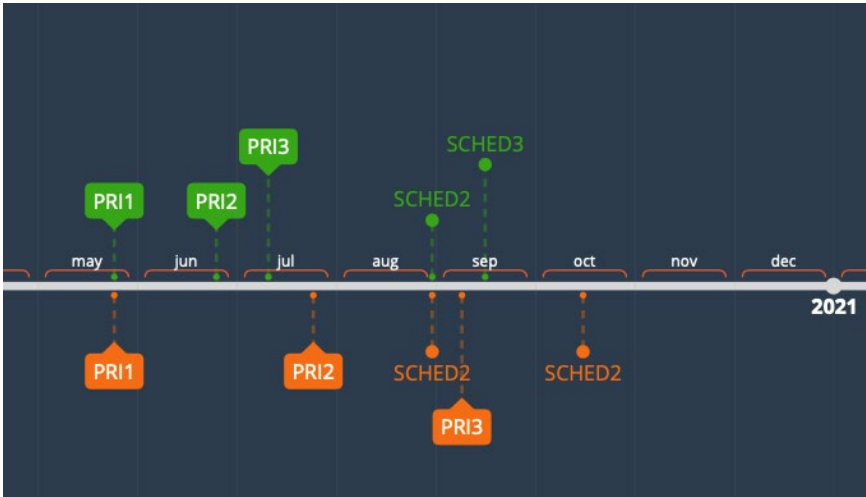 SCHED3
PRI3
PRI1
PRI2
SCHED2
may
jun
jul
aug
sep
oct
nov
dec
2021
PRI1
PRI2
SCHED2
SCHED2
PRI3